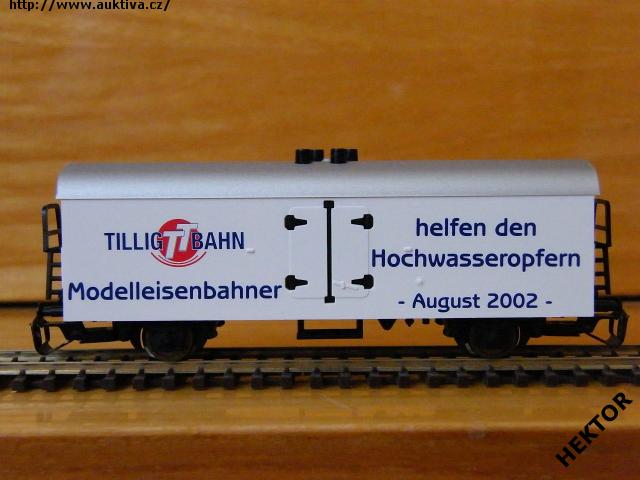 http://www.auktiva.cz/
TILLIG TT BAHN
Modelleisenbahner
helfen den
Hochwasseropfern
- August 2002 -
HEKTOR